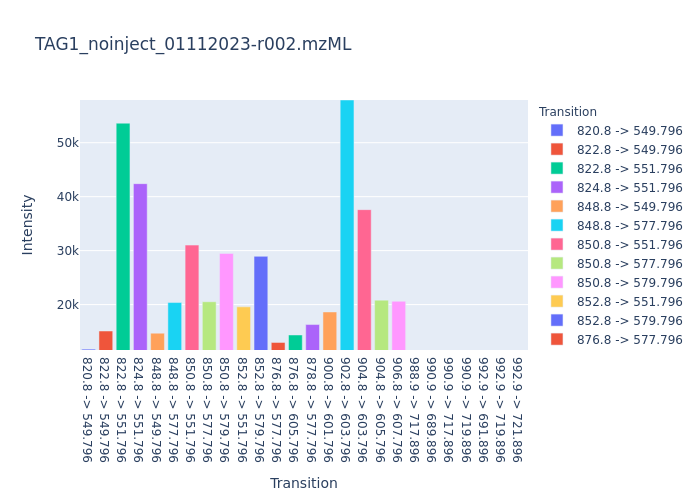 TAG1_noinject_01112023-r002.mzML
Transition
820.8 -> 549.796
822.8 -> 549.796
822.8 -> 551.796
824.8 -> 551.796
848.8 -> 549.796
848.8 -> 577.796
850.8 -> 551.796
850.8 -> 577.796
850.8 -> 579.796
852.8 -> 551.796
852.8 -> 579.796
876.8 -> 577.796
Intensity
50k
40k
30k
20k
820.8 -> 549.796
822.8 -> 549.796
822.8 -> 551.796
824.8 -> 551.796
848.8 -> 549.796
848.8 -> 577.796
850.8 -> 551.796
850.8 -> 577.796
850.8 -> 579.796
852.8 -> 551.796
852.8 -> 579.796
876.8 -> 577.796
876.8 -> 605.796
878.8 -> 577.796
900.8 -> 601.796
902.8 -> 603.796
904.8 -> 603.796
904.8 -> 605.796
906.8 -> 607.796
988.9 -> 717.896
990.9 -> 689.896
990.9 -> 717.896
990.9 -> 719.896
992.9 -> 691.896
992.9 -> 719.896
992.9 -> 721.896
Transition